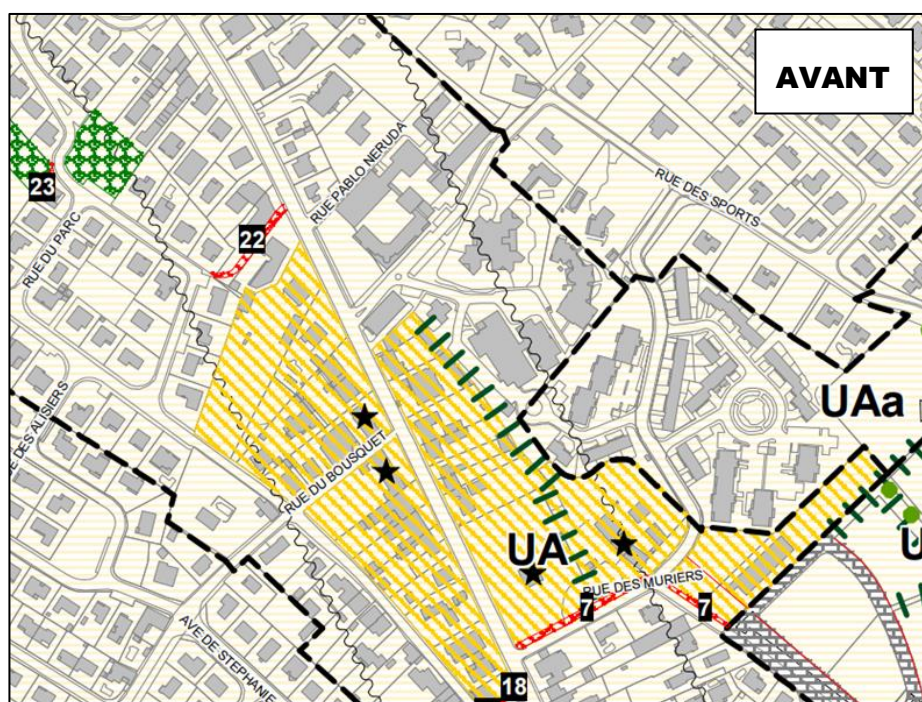 AVANT
RUE PABLO NERUDA
RUE DES SPORTS
23
22
RUE DU PARC
UAa
RUE DU BOUSQUET
DES ALISIERS
UA
U
RUE DES MURIERS
7
7
AVE DE STEPHANIE
18